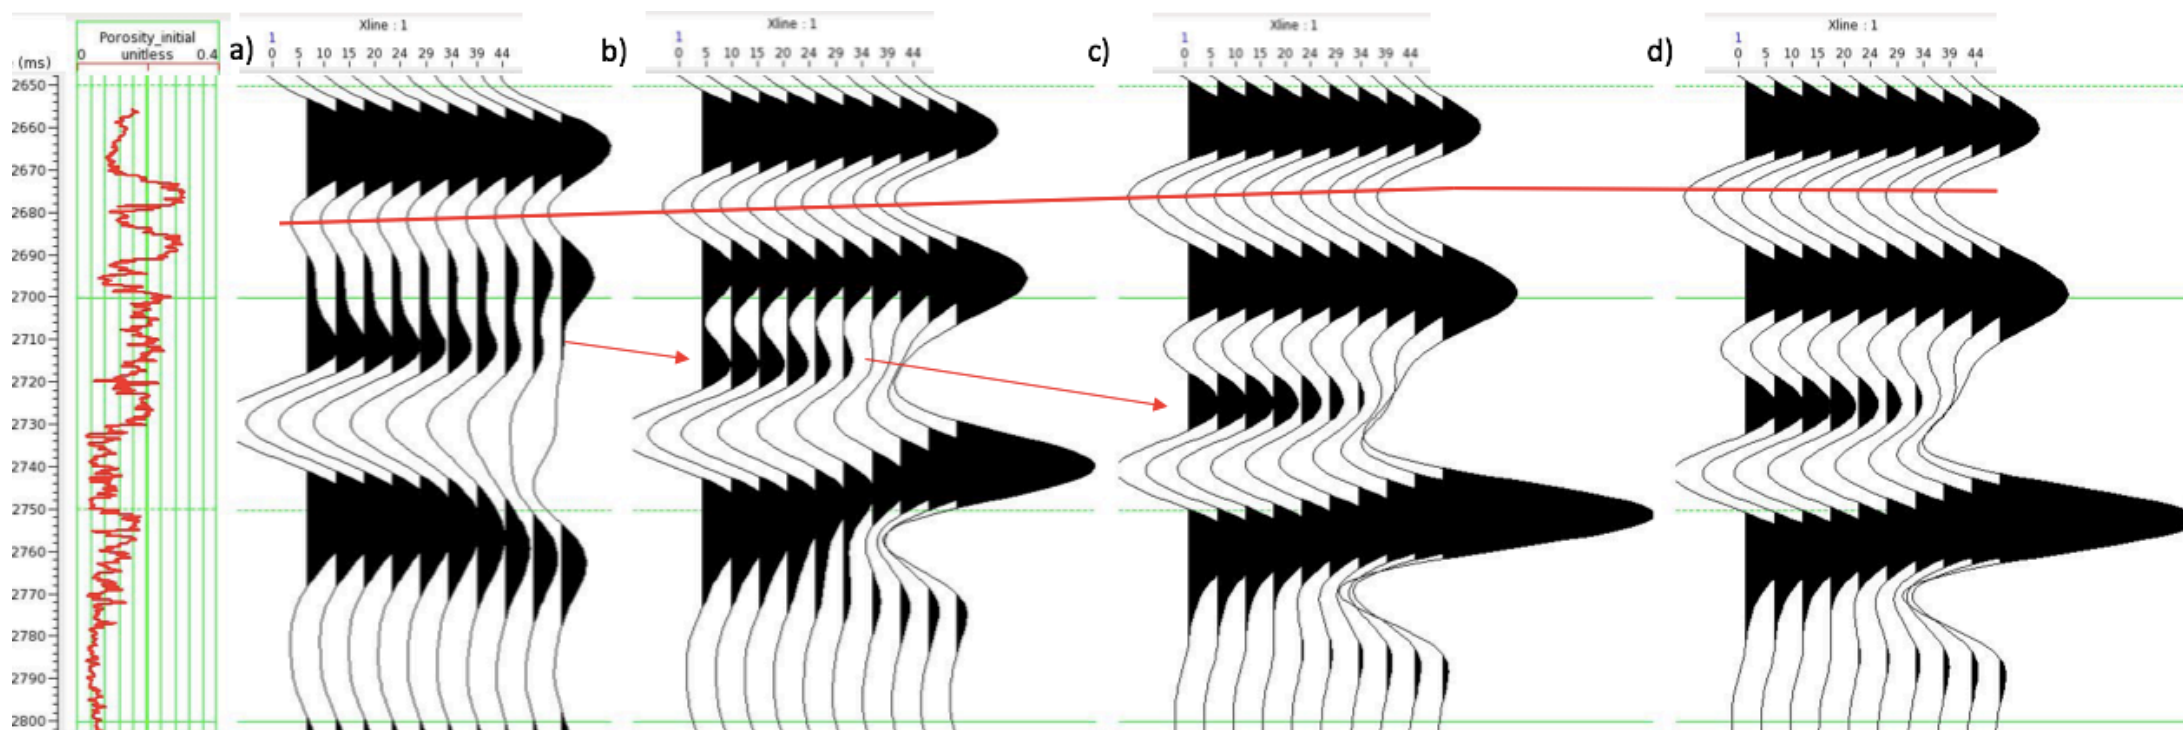 Porosity_initial
0 unitless 0.4
(ms)
2650
2660
2670
2680
2690
2700
2710
2720
2730
2740
2750
2760
2770
2780
2790
2800
a)
Xline : 1
1
0 5 10 15 20 24 29 34 39 44
b)
Xline : 1
1
0 5 10 15 20 24 29 34 39 44
c)
Xline : 1
1
0 5 10 15 20 24 29 34 39 44
d)
Xline : 1
1
0 5 10 15 20 24 29 34 39 44